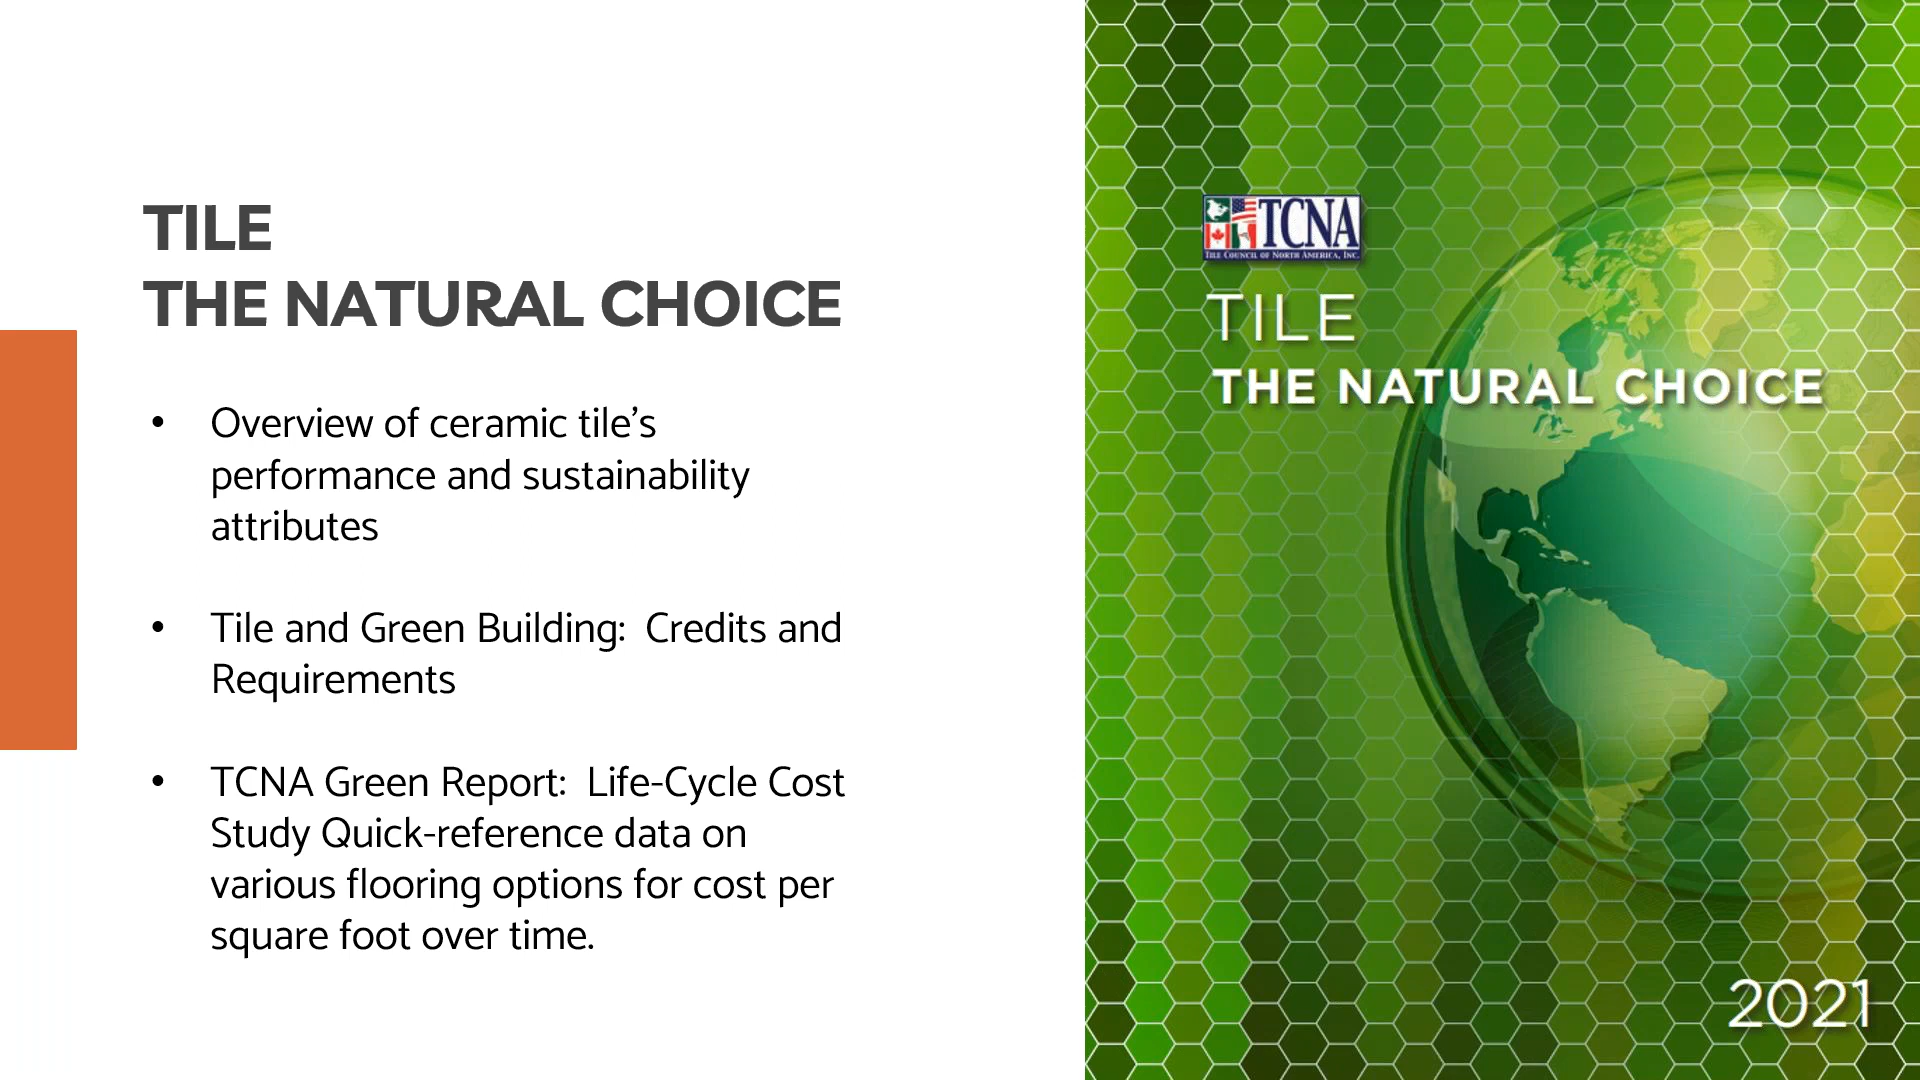 TILE
THE NATURAL CHOICE
• Overview of ceramic tile’s
performance and sustainability
attributes
• Tile and Green Building:  Credits and
Requirements
• TCNA Green Report:  Life-Cycle Cost
Study Quick-reference data on
various flooring options for cost per
square foot over time.
TCNA
TILE COUNCIL OF NORTH AMERICA, INC.
TILE
THE NATURAL CHOICE
2021